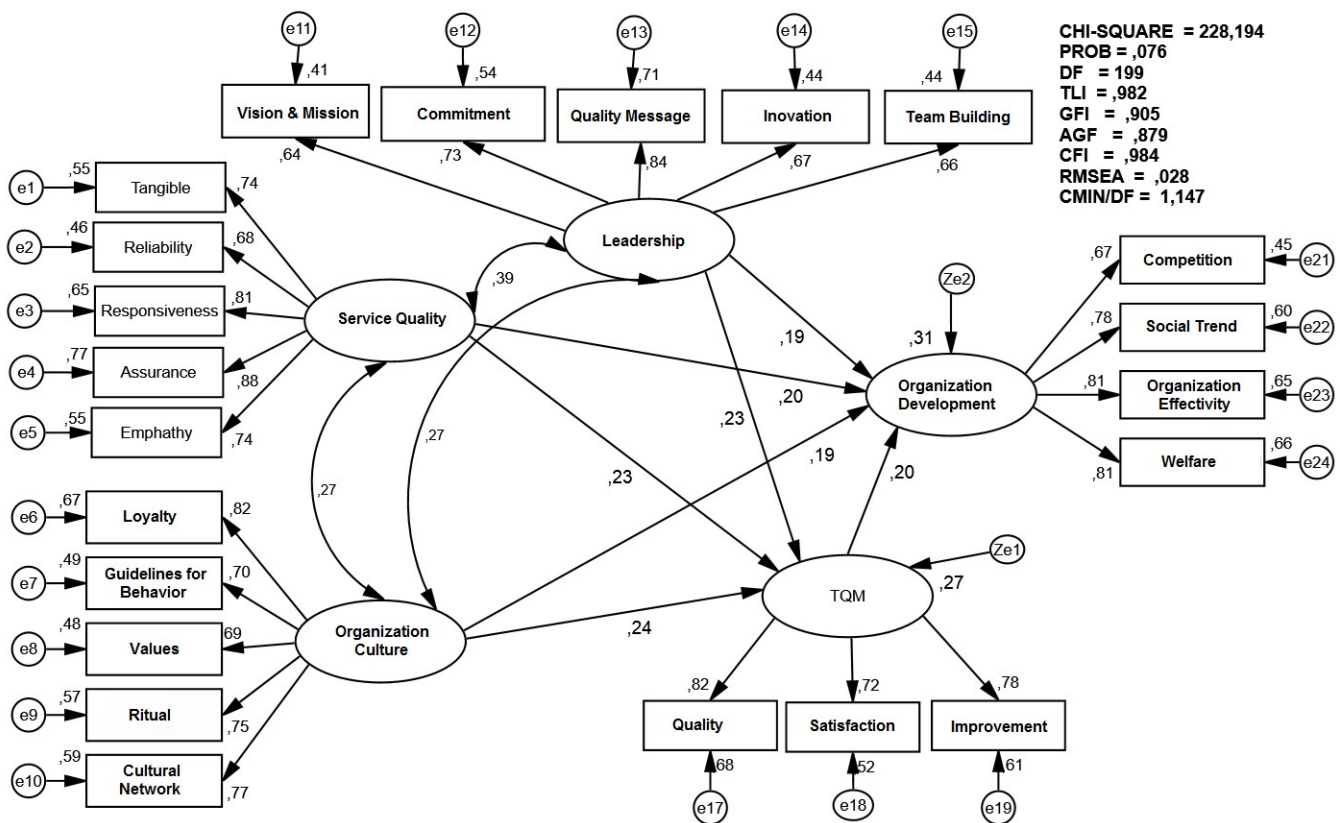 e11
e12
e13
e14
e15
,41
,54
,71
,44
,44
Vision & Mission
Commitment
Quality Message
Inovation
Team Building
,64
,73
,84
,67
,66
CHI-SQUARE = 228,194
PROB = ,076
DF = 199
TLI = ,982
GFI = ,905
AGF = ,879
CFI = ,984
RMSEA = ,028
CMIN/DF = 1,147
e1
,55
Tangible
,74
e2
,46
Reliability
,68
e3
,65
Responsiveness
,81
e4
,77
Assurance
,88
e5
,55
Emphathy
,74
Leadership
Service Quality
,39
,27
,27
Ze2
,31
Organization
Development
,19
,20
,23
,23
,19
,20
,67
Competition
,45
e21
,78
Social Trend
,60
e22
,81
Organization
Effectivity
,65
e23
,81
Welfare
,66
e24
e6
,67
Loyalty
,82
e7
,49
Guidelines for
Behavior
,70
e8
,48
Values
69
e9
,57
Ritual
,75
e10
,59
Cultural
Network
,77
Organization
Culture
,24
Ze1
TQM
,27
,82
,72
,78
Quality
Satisfaction
Improvement
,68
,52
,61
e17
e18
e19